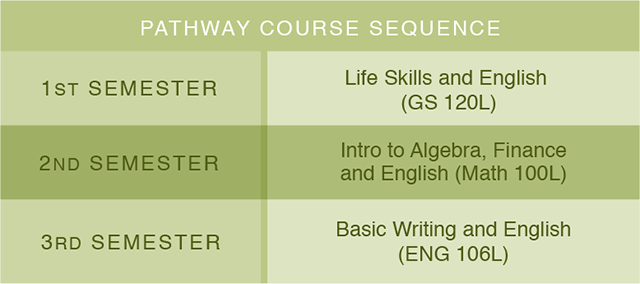 PATHWAY COURSE SEQUENCE
1ST SEMESTER
Life Skills and English
(GS 120L)
2ND SEMESTER
Intro to Algebra, Finance
and English (Math 100L)
3RD SEMESTER
Basic Writing and English
(ENG 106L)